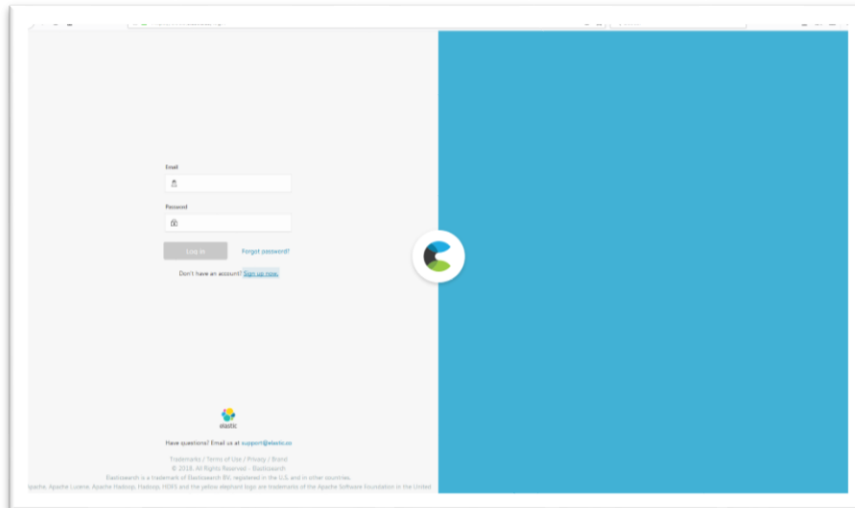 Email
Password
Log in
Forgot password?
Don't have an account? Sign up now.
elastic
Have questions? Email us at support@elastic.co
Trademarks / Terms of Use / Privacy / Brand
© 2018. All Rights Reserved - Elasticsearch
Elasticsearch is a trademark of Elasticsearch BV, registered in the U.S. and in other countries.
pache, Apache Lucene, Apache Hadoop, Hadoop, HDFS and the yellow elephant logo are trademarks of the Apache Software Foundation in the United